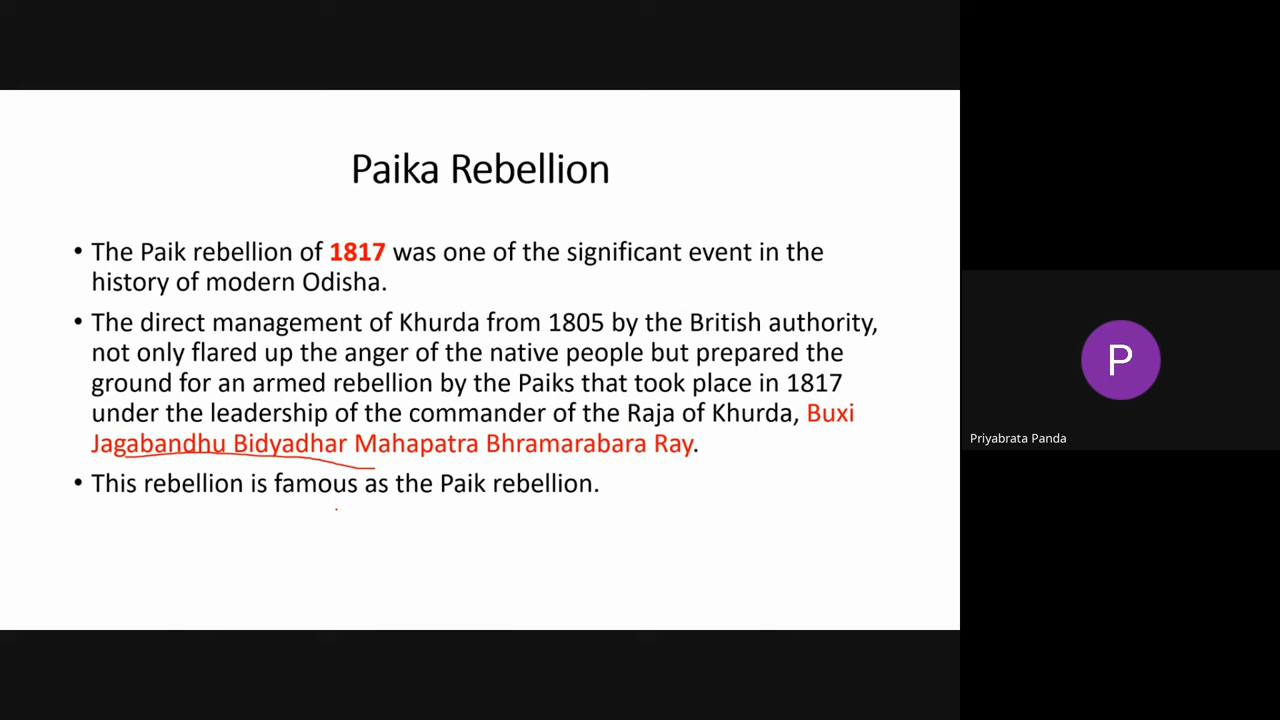 Paika Rebellion
• The Paik rebellion of 1817 was one of the significant event in the
history of modern Odisha.
• The direct management of Khurda from 1805 by the British authority,
not only flared up the anger of the native people but prepared the
ground for an armed rebellion by the Paiks that took place in 1817
under the leadership of the commander of the Raja of Khurda, Buxi
Jagabandhu Bidyadhar Mahapatra Bhramarabara Ray.
• This rebellion is famous as the Paik rebellion.
P
Priyabrata Panda